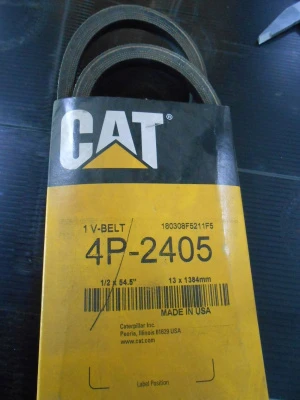 CAT®
1 V-BELT 180308F5211F5
4P-2405
1/2 x 54.5" 13 x 1384mm
MADE IN USA
Caterpillar Inc.
Peoria, Illinois 61629 USA
www.cat.com
Label Position